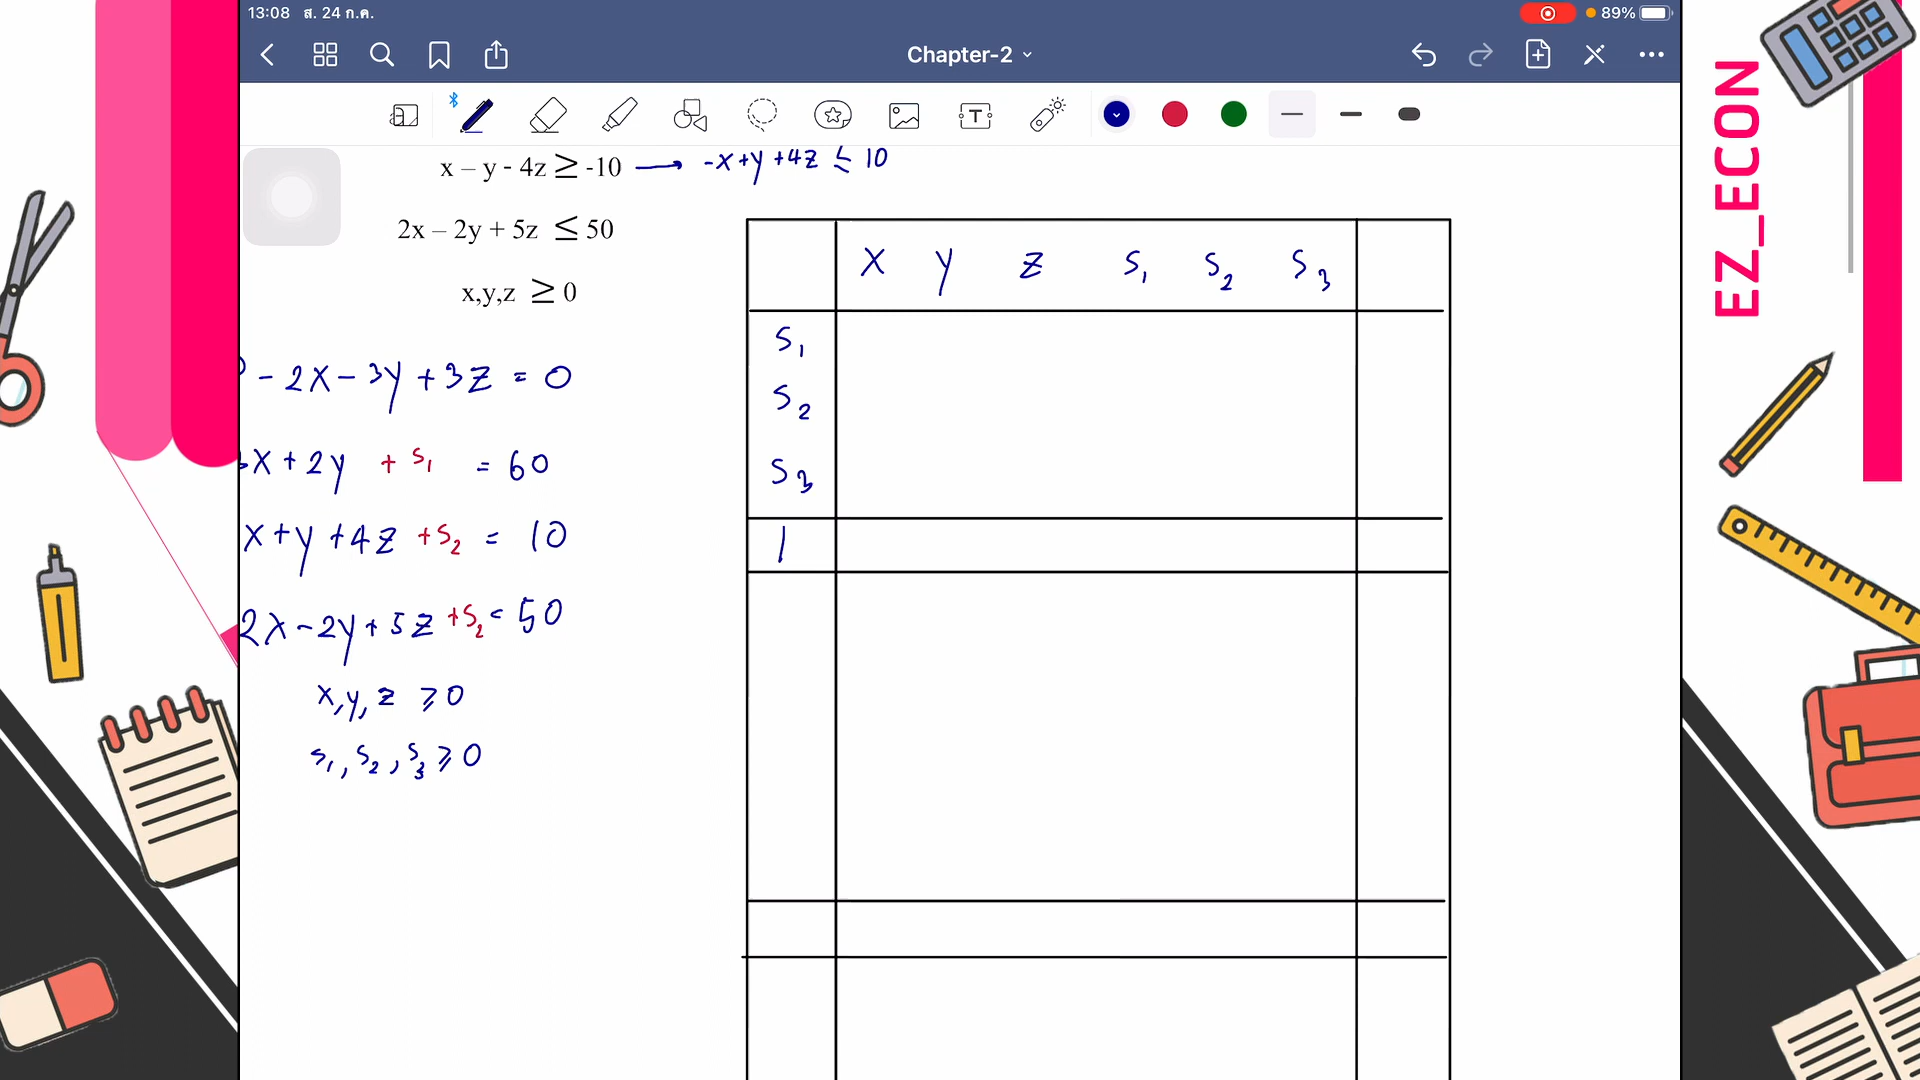 13:08 ส. 24 ก.ค.
89%
Chapter-2
EZ_ECON
x – y - 4z ≥ -10 → -x+y+4z ≤ 10
2x – 2y + 5z ≤ 50
x,y,z ≥ 0
- 2x - 3y + 3z = 0
x + 2y + s₁ = 60
x + y + 4z + s₂ = 10
2x - 2y + 5z + s₂ = 50
x, y, z ≥ 0
s₁, s₂, s₃ ≥ 0
x y z s₁ s₂ s₃
s₁
s₂
s₃
1